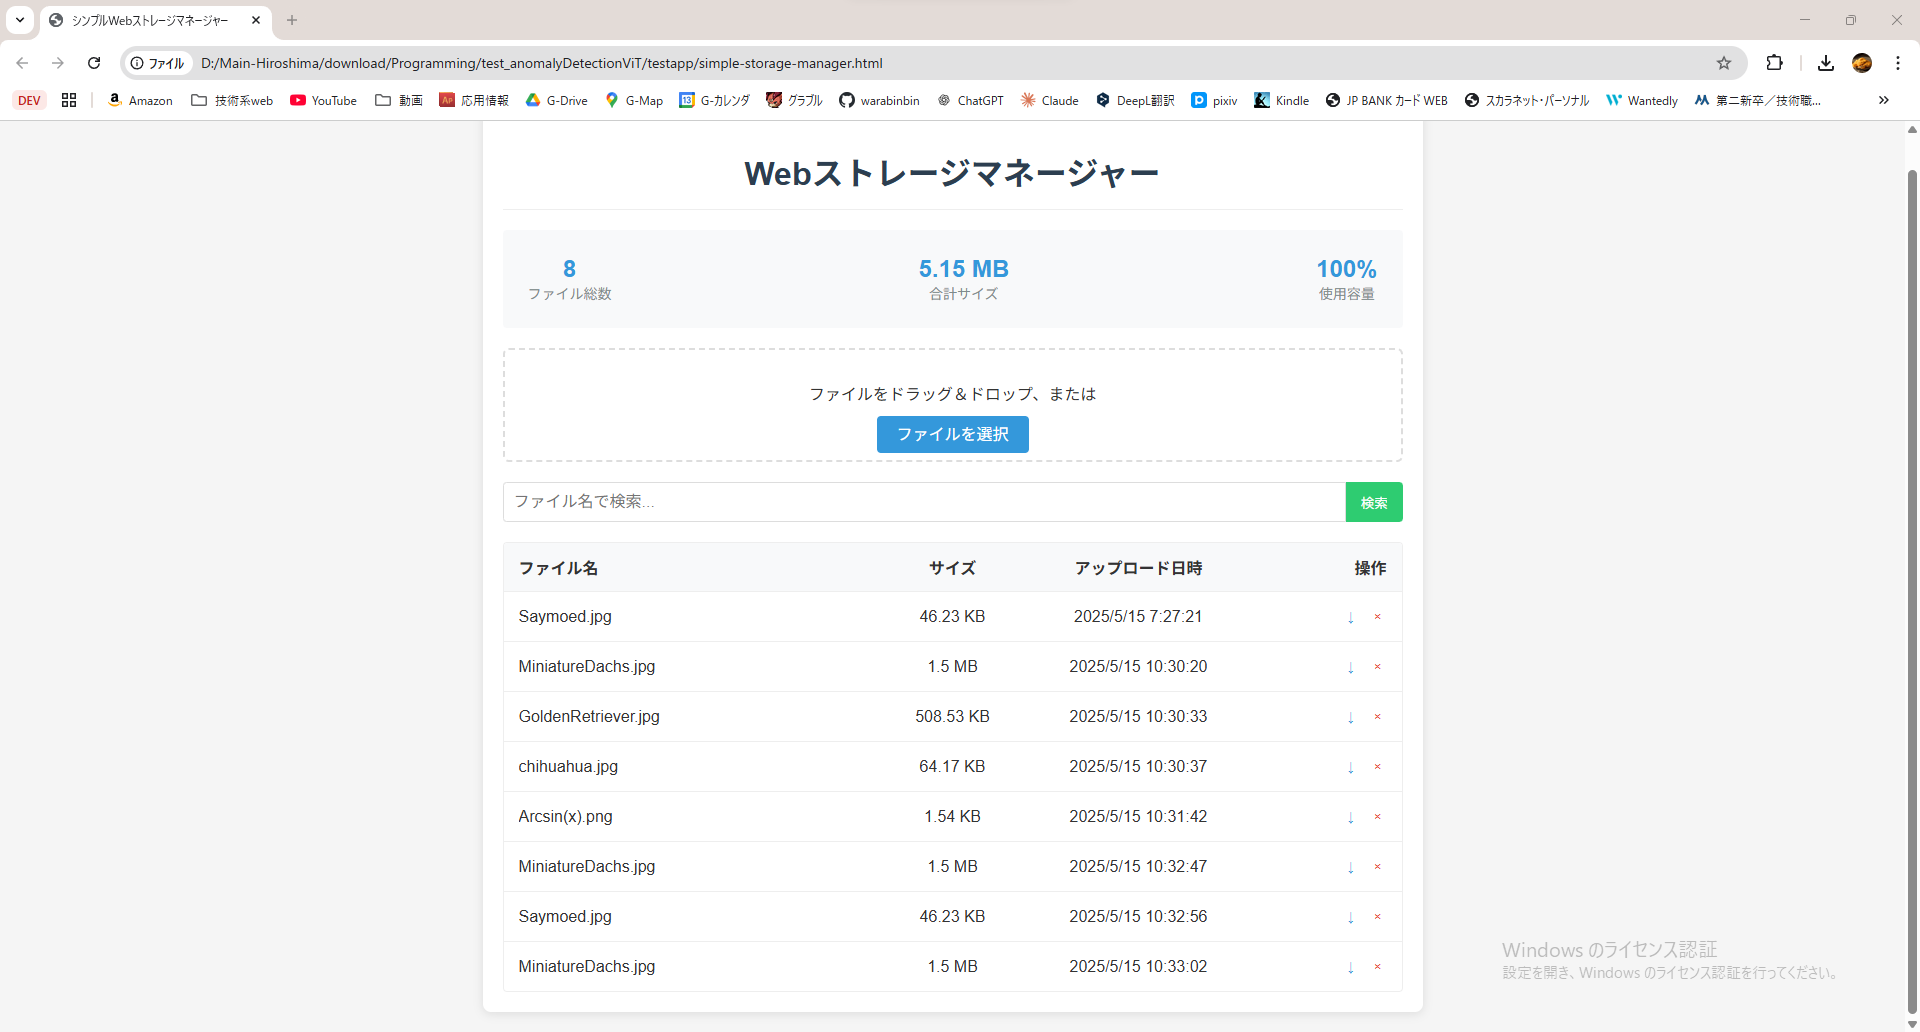 シンプルWebストレージマネージャー
ファイル D:/Main-Hiroshima/download/Programming/test_anomalyDetectionViT/testapp/simple-storage-manager.html
DEV Amazon 技術系web YouTube 動画 Ap 応用情報 G-Drive G-Map 13 G-カレンダ グラブル warabinbin ChatGPT Claude DeepL翻訳 pixiv Kindle JP BANK カード WEB スカラネット・パーソナル Wantedly 第二新卒／技術職...
Webストレージマネージャー
8 5.15 MB 100%
ファイル総数 合計サイズ 使用容量
ファイルをドラッグ＆ドロップ、または
ファイルを選択
ファイル名で検索... 検索
ファイル名 サイズ アップロード日時 操作
Saymoed.jpg 46.23 KB 2025/5/15 7:27:21 ↓ ×
MiniatureDachs.jpg 1.5 MB 2025/5/15 10:30:20 ↓ ×
GoldenRetriever.jpg 508.53 KB 2025/5/15 10:30:33 ↓ ×
chihuahua.jpg 64.17 KB 2025/5/15 10:30:37 ↓ ×
Arcsin(x).png 1.54 KB 2025/5/15 10:31:42 ↓ ×
MiniatureDachs.jpg 1.5 MB 2025/5/15 10:32:47 ↓ ×
Saymoed.jpg 46.23 KB 2025/5/15 10:32:56 ↓ ×
MiniatureDachs.jpg 1.5 MB 2025/5/15 10:33:02 ↓ ×
Windows のライセンス認証
設定を開き、Windows のライセンス認証を行ってください。